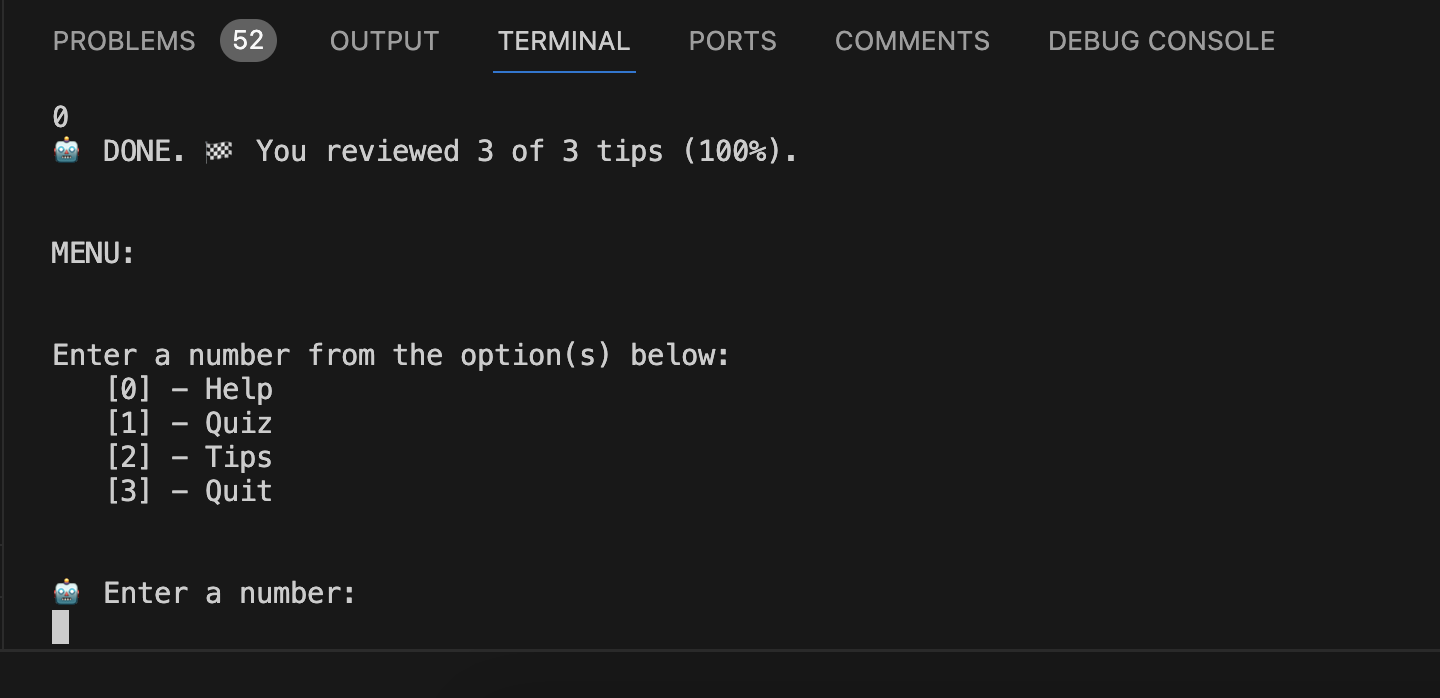 PROBLEMS 52 OUTPUT TERMINAL PORTS COMMENTS DEBUG CONSOLE
0
🤖 DONE. 🏁 You reviewed 3 of 3 tips (100%).
MENU:
Enter a number from the option(s) below:
[0] - Help
[1] - Quiz
[2] - Tips
[3] - Quit
🤖 Enter a number: